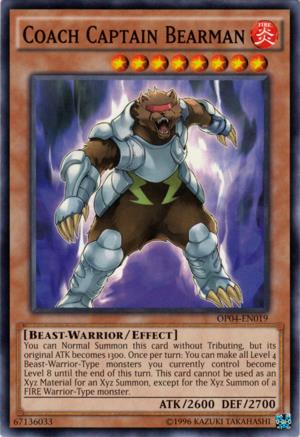 COACH CAPTAIN BEARMAN
FIRE
炎
OP04-EN019
[BEAST-WARRIOR/EFFECT]
You can Normal Summon this card without Tributing, but its
original ATK becomes 1300. Once per turn: You can make all Level 4
Beast-Warrior-Type monsters you currently control become
Level 8 until the end of this turn. This card cannot be used as an
Xyz Material for an Xyz Summon, except for the Xyz Summon of a
FIRE Warrior-Type monster.
ATK/2600 DEF/2700
67136033 ©1996 KAZUKI TAKAHASHI